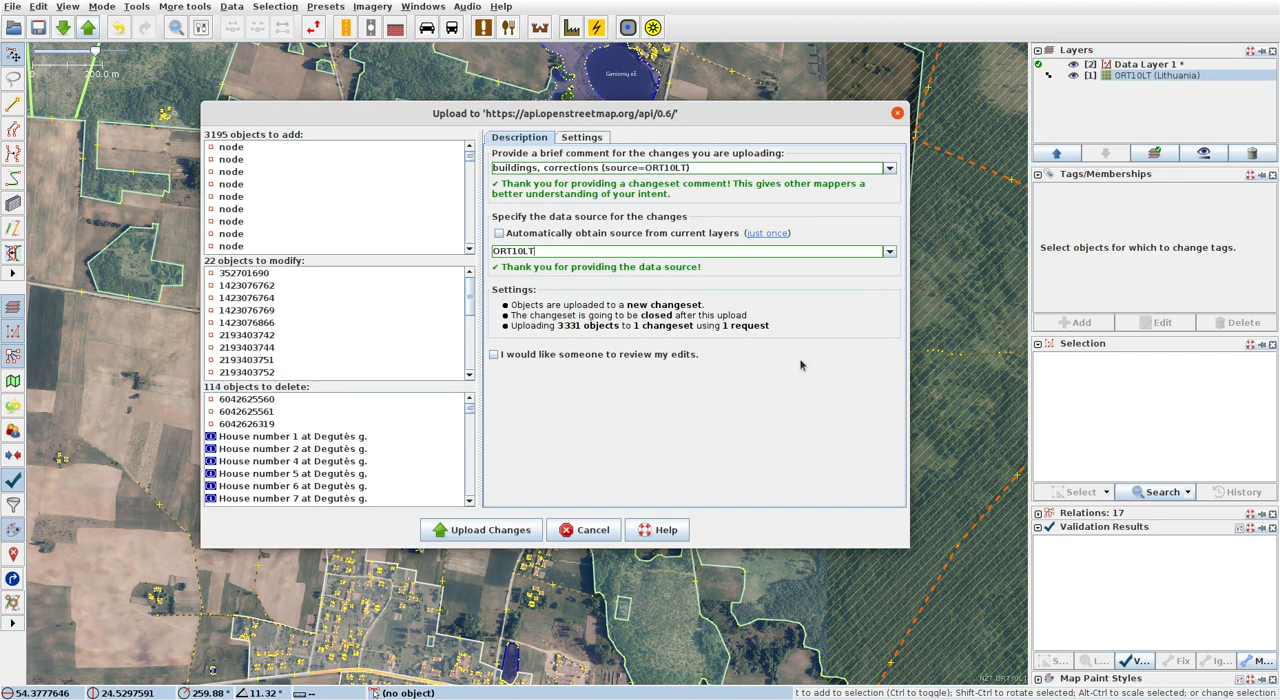 File Edit View Mode Tools More tools Data Selection Presets Imagery Windows Audio Help
0 200.0 m
Genionių ež.
Upload to 'https://api.openstreetmap.org/api/0.6/'
3195 objects to add:
node
node
node
node
node
node
node
node
node
22 objects to modify:
352701690
1423076762
1423076764
1423076769
1423076866
2193403742
2193403744
2193403751
2193403752
114 objects to delete:
6042625560
6042625561
6042626319
House number 1 at Degutės g.
House number 2 at Degutės g.
House number 4 at Degutės g.
House number 5 at Degutės g.
House number 6 at Degutės g.
House number 7 at Degutės g.
Description Settings
Provide a brief comment for the changes you are uploading:
buildings, corrections (source=ORT10LT)
✔ Thank you for providing a changeset comment! This gives other mappers a
better understanding of your intent.
Specify the data source for the changes
Automatically obtain source from current layers (just once)
ORT10LT
✔ Thank you for providing the data source!
Settings:
Objects are uploaded to a new changeset.
The changeset is going to be closed after this upload
Uploading 3331 objects to 1 changeset using 1 request
I would like someone to review my edits.
Upload Changes Cancel Help
Layers
[2] Data Layer 1 *
[1] ORT10LT (Lithuania)
Tags/Memberships
Select objects for which to change tags.
Add Edit Delete
Selection
Select Search History
Relations: 17
Validation Results
S... L... V... Fix Ig... M...
Map Paint Styles
NŽT ORT10LT
54.3777646 24.5297591 259.88 ° 11.32 ° -- (no object)
t to add to selection (Ctrl to toggle); Shift-Ctrl to rotate selected; Alt-Ctrl to scale selected; or change selection